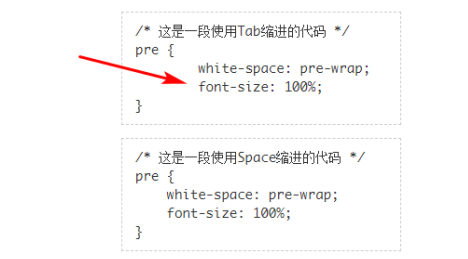 /* 这是一段使用Tab缩进的代码 */
pre {
        white-space: pre-wrap;
        font-size: 100%;
}
/* 这是一段使用Space缩进的代码 */
pre {
    white-space: pre-wrap;
    font-size: 100%;
}